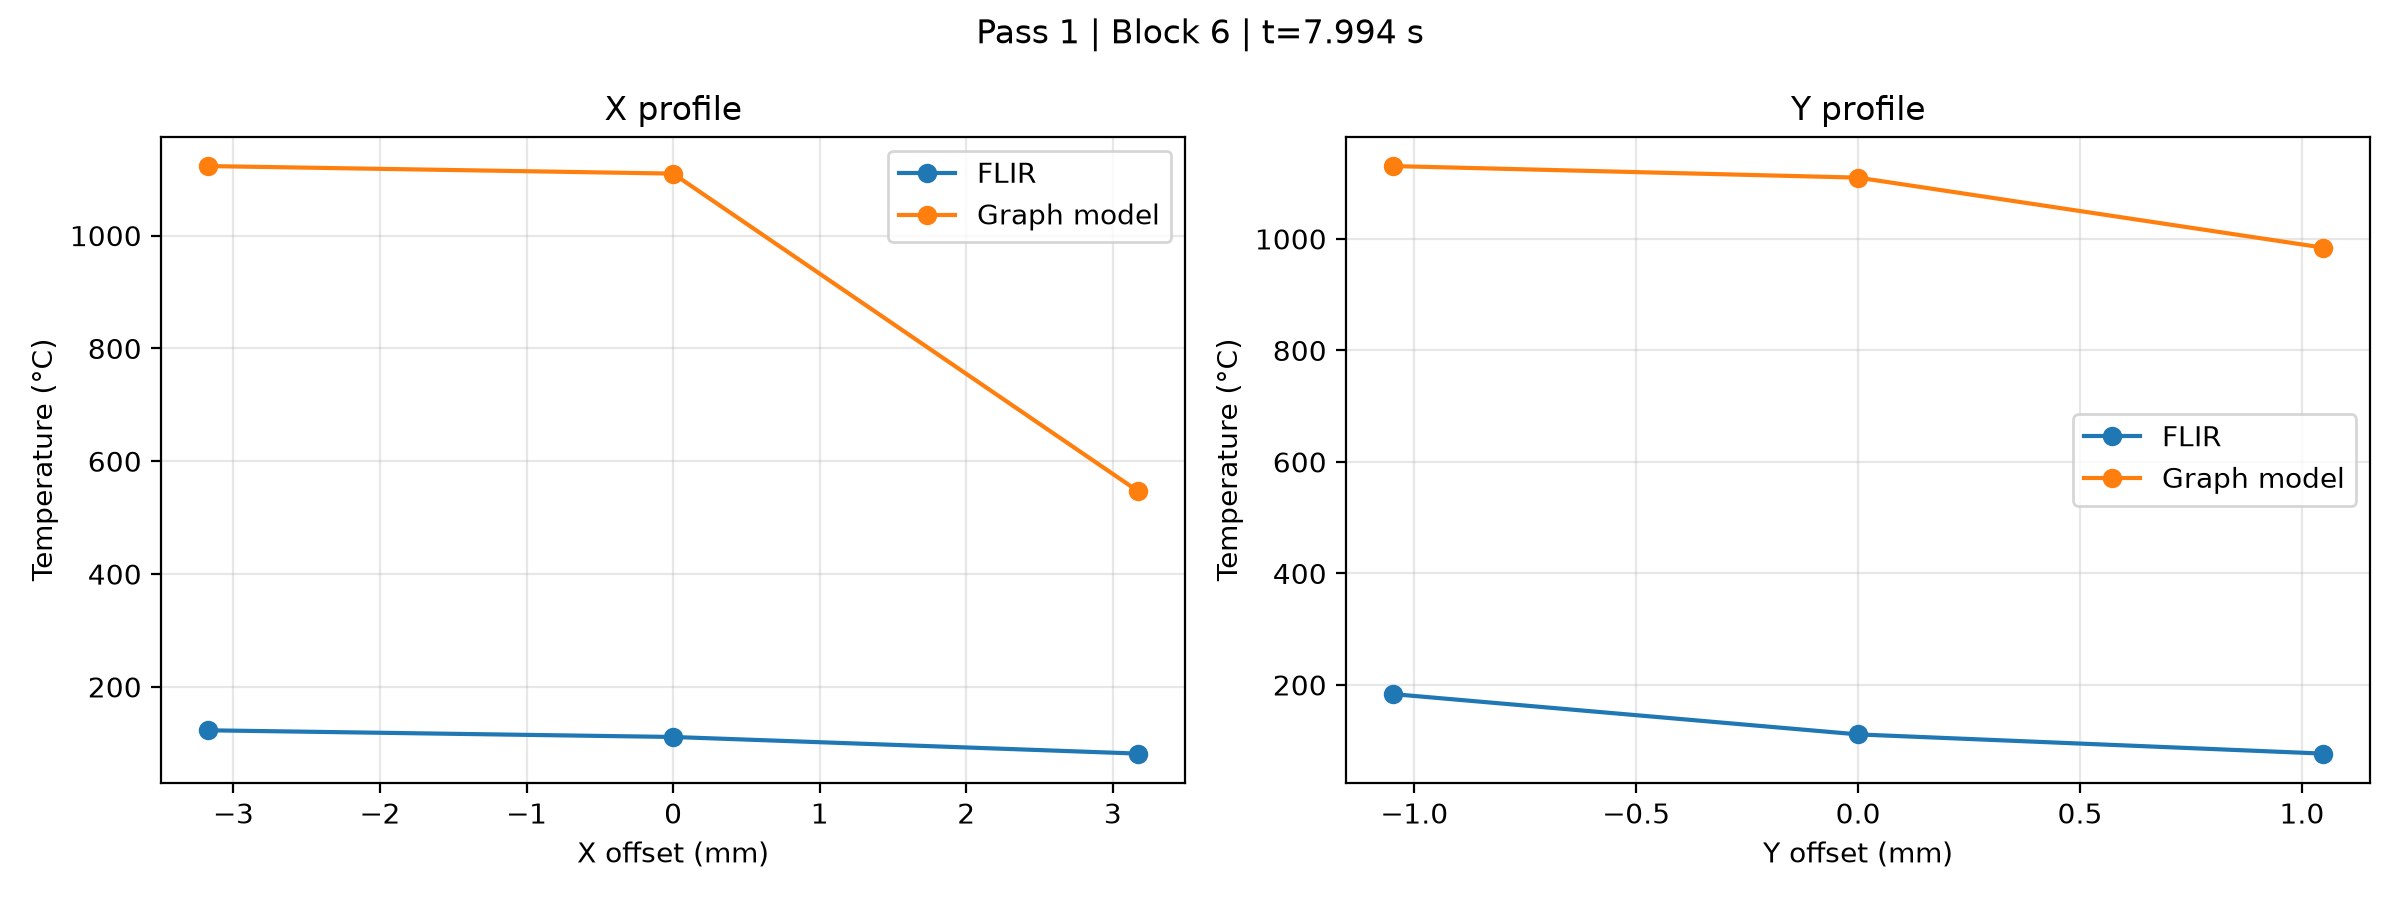 Pass 1 | Block 6 | t=7.994 s
X profile
Temperature (°C)
1000
800
600
400
200
−3
−2
−1
0
1
2
3
X offset (mm)
FLIR
Graph model
Y profile
Temperature (°C)
1000
800
600
400
200
−1.0
−0.5
0.0
0.5
1.0
Y offset (mm)
FLIR
Graph model